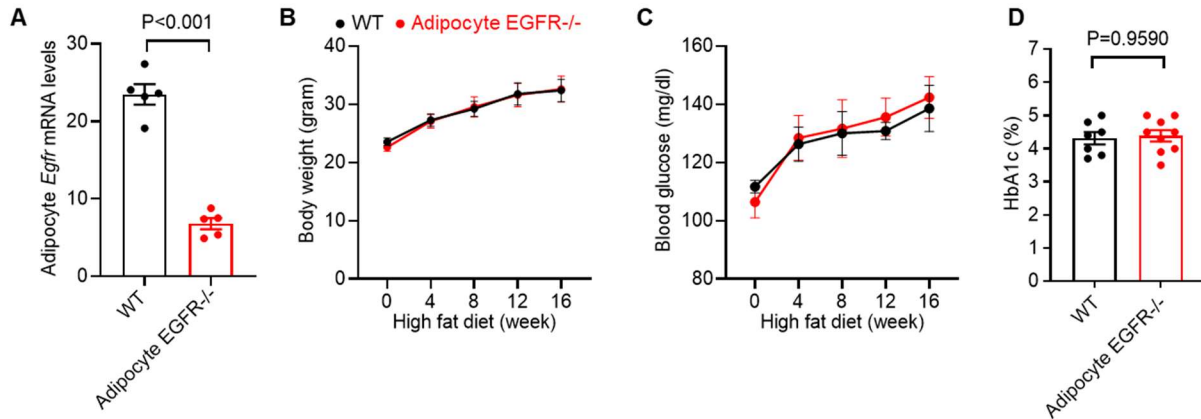 A
P<0.001
Adipocyte Egfr mRNA levels
30
20
10
0
WT
Adipocyte EGFR-/-
B
WT
Adipocyte EGFR-/-
Body weight (gram)
40
30
20
10
0
0 4 8 12 16
High fat diet (week)
C
Blood glucose (mg/dl)
160
140
120
100
80
0 4 8 12 16
High fat diet (week)
D
P=0.9590
HbA1c (%)
7
6
5
4
3
2
1
0
WT
Adipocyte EGFR-/-